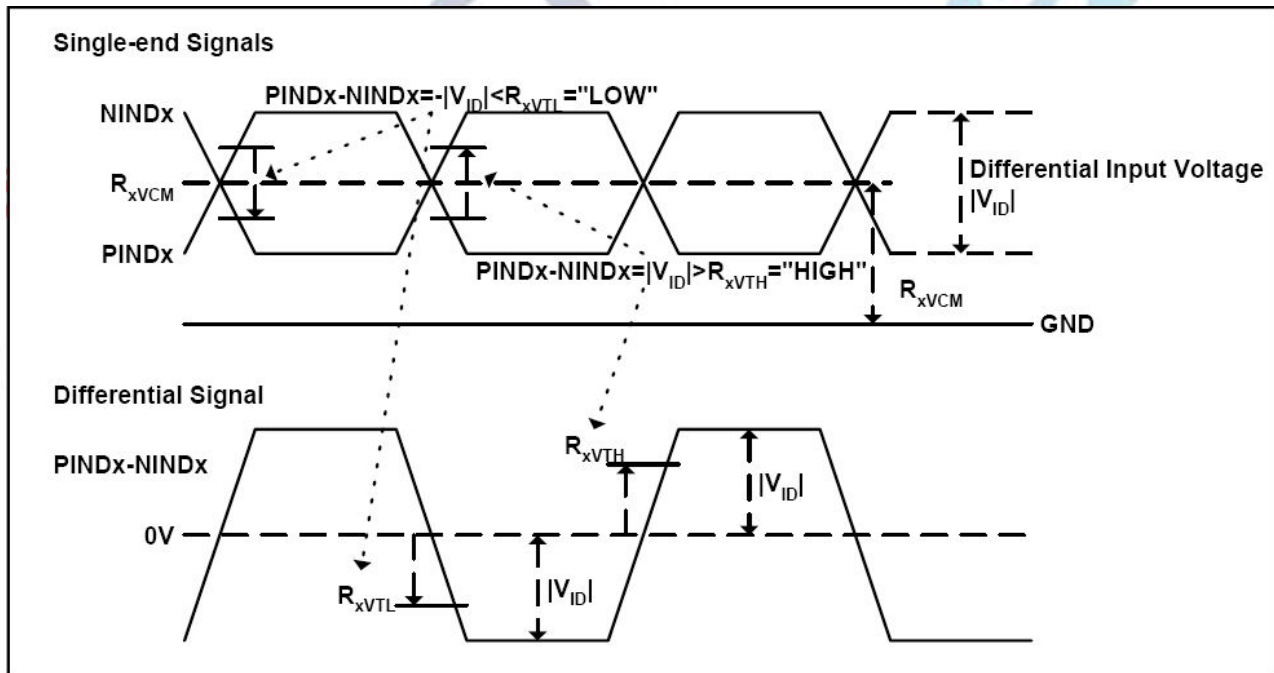 Single-end Signals
PINDx-NINDx=-|VID|<RxVTL="LOW"
NINDx
Differential Input Voltage
|VID|
RxVCM
PINDx
PINDx-NINDx=|VID|>RxVTH="HIGH"
RxVCM
GND
Differential Signal
RxVTH
PINDx-NINDx
|VID|
0V
|VID|
RxVTL